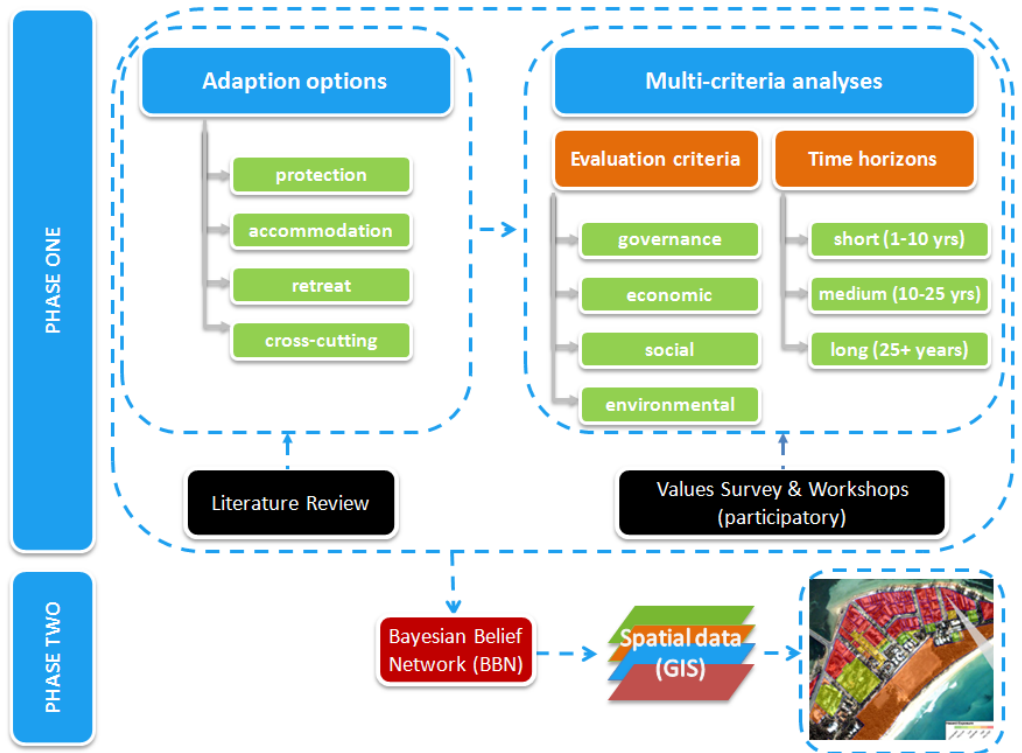 PHASE ONE
Adaption options
protection
accommodation
retreat
cross-cutting
Multi-criteria analyses
Evaluation criteria
governance
economic
social
environmental
Time horizons
short (1-10 yrs)
medium (10-25 yrs)
long (25+ years)
Literature Review
Values Survey & Workshops
(participatory)
PHASE TWO
Bayesian Belief
Network (BBN)
Spatial data
(GIS)